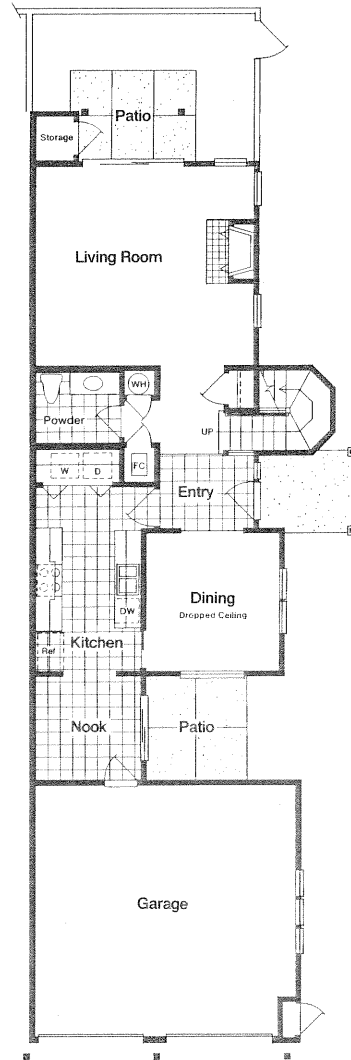 Patio
Storage
Living Room
WH
Powder
UP
FC
W D
Entry
Dining
Dropped Ceiling
DW
Ref
Kitchen
Nook
Patio
Garage